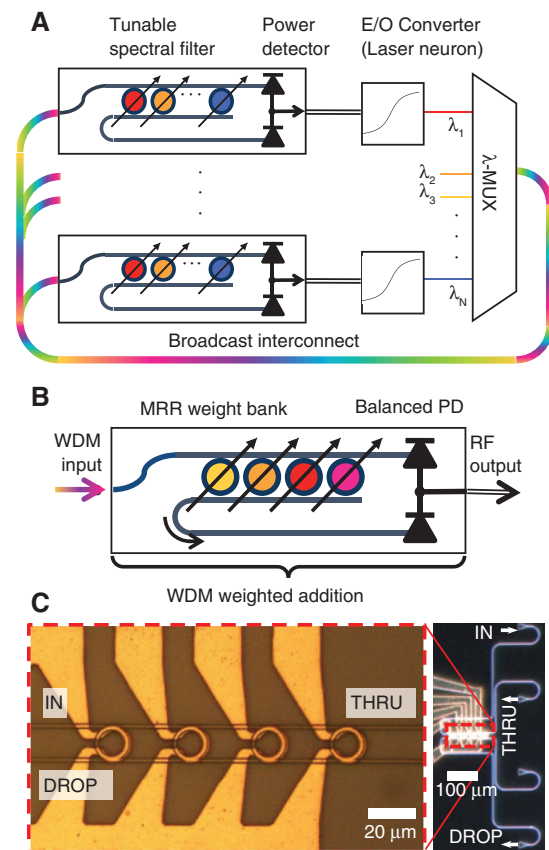 A
Tunable
spectral filter
Power
detector
E/O Converter
(Laser neuron)
...
λ1
λ2
λ3
λN
λ-MUX
...
Broadcast interconnect
B
MRR weight bank
Balanced PD
WDM
input
RF
output
WDM weighted addition
C
IN
THRU
DROP
20 μm
IN
THRU
100 μm
DROP